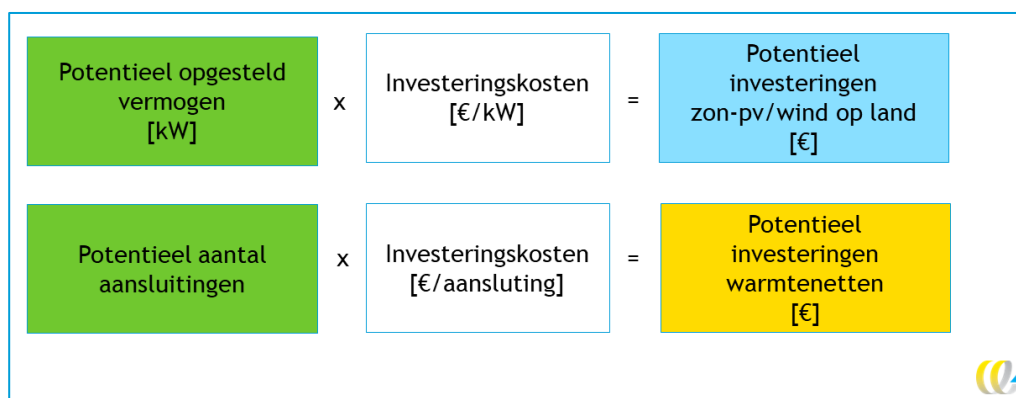 Potentieel opgesteld
vermogen
[kW]
x
Investeringskosten
[€/kW]
=
Potentieel
investeringen
zon-pv/wind op land
[€]
Potentieel aantal
aansluitingen
x
Investeringskosten
[€/aansluting]
=
Potentieel
investeringen
warmtenetten
[€]